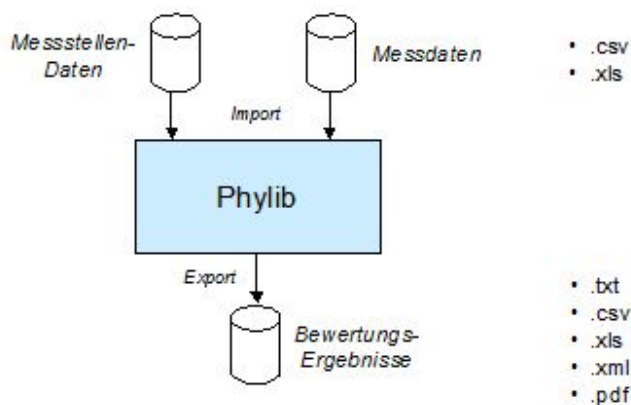 Messstellen-
Daten
Messdaten
• .csv
• .xls
Import
Phylib
Export
Bewertungs-
Ergebnisse
• .txt
• .csv
• .xls
• .xml
• .pdf